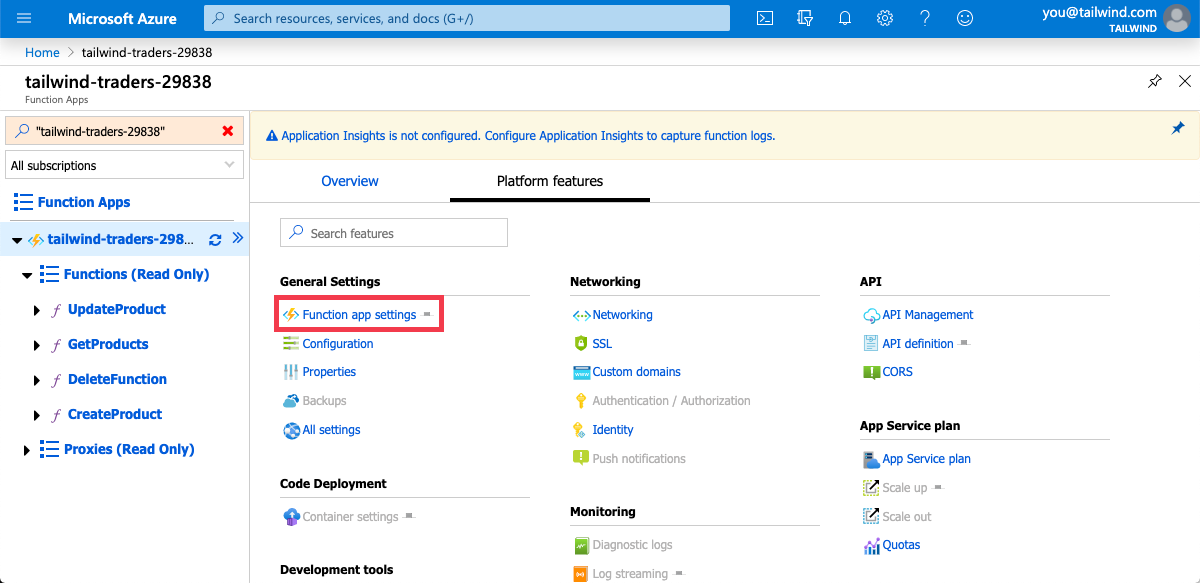 Microsoft Azure
Search resources, services, and docs (G+/)
you@tailwind.com
TAILWIND
Home > tailwind-traders-29838
tailwind-traders-29838
Function Apps
"tailwind-traders-29838"
All subscriptions
Function Apps
tailwind-traders-298...
Functions (Read Only)
f UpdateProduct
f GetProducts
f DeleteFunction
f CreateProduct
Proxies (Read Only)
Application Insights is not configured. Configure Application Insights to capture function logs.
Overview
Platform features
Search features
General Settings
Function app settings
Configuration
Properties
Backups
All settings
Code Deployment
Container settings
Development tools
Networking
Networking
SSL
Custom domains
Authentication / Authorization
Identity
Push notifications
Monitoring
Diagnostic logs
Log streaming
API
API Management
API definition
CORS
App Service plan
App Service plan
Scale up
Scale out
Quotas